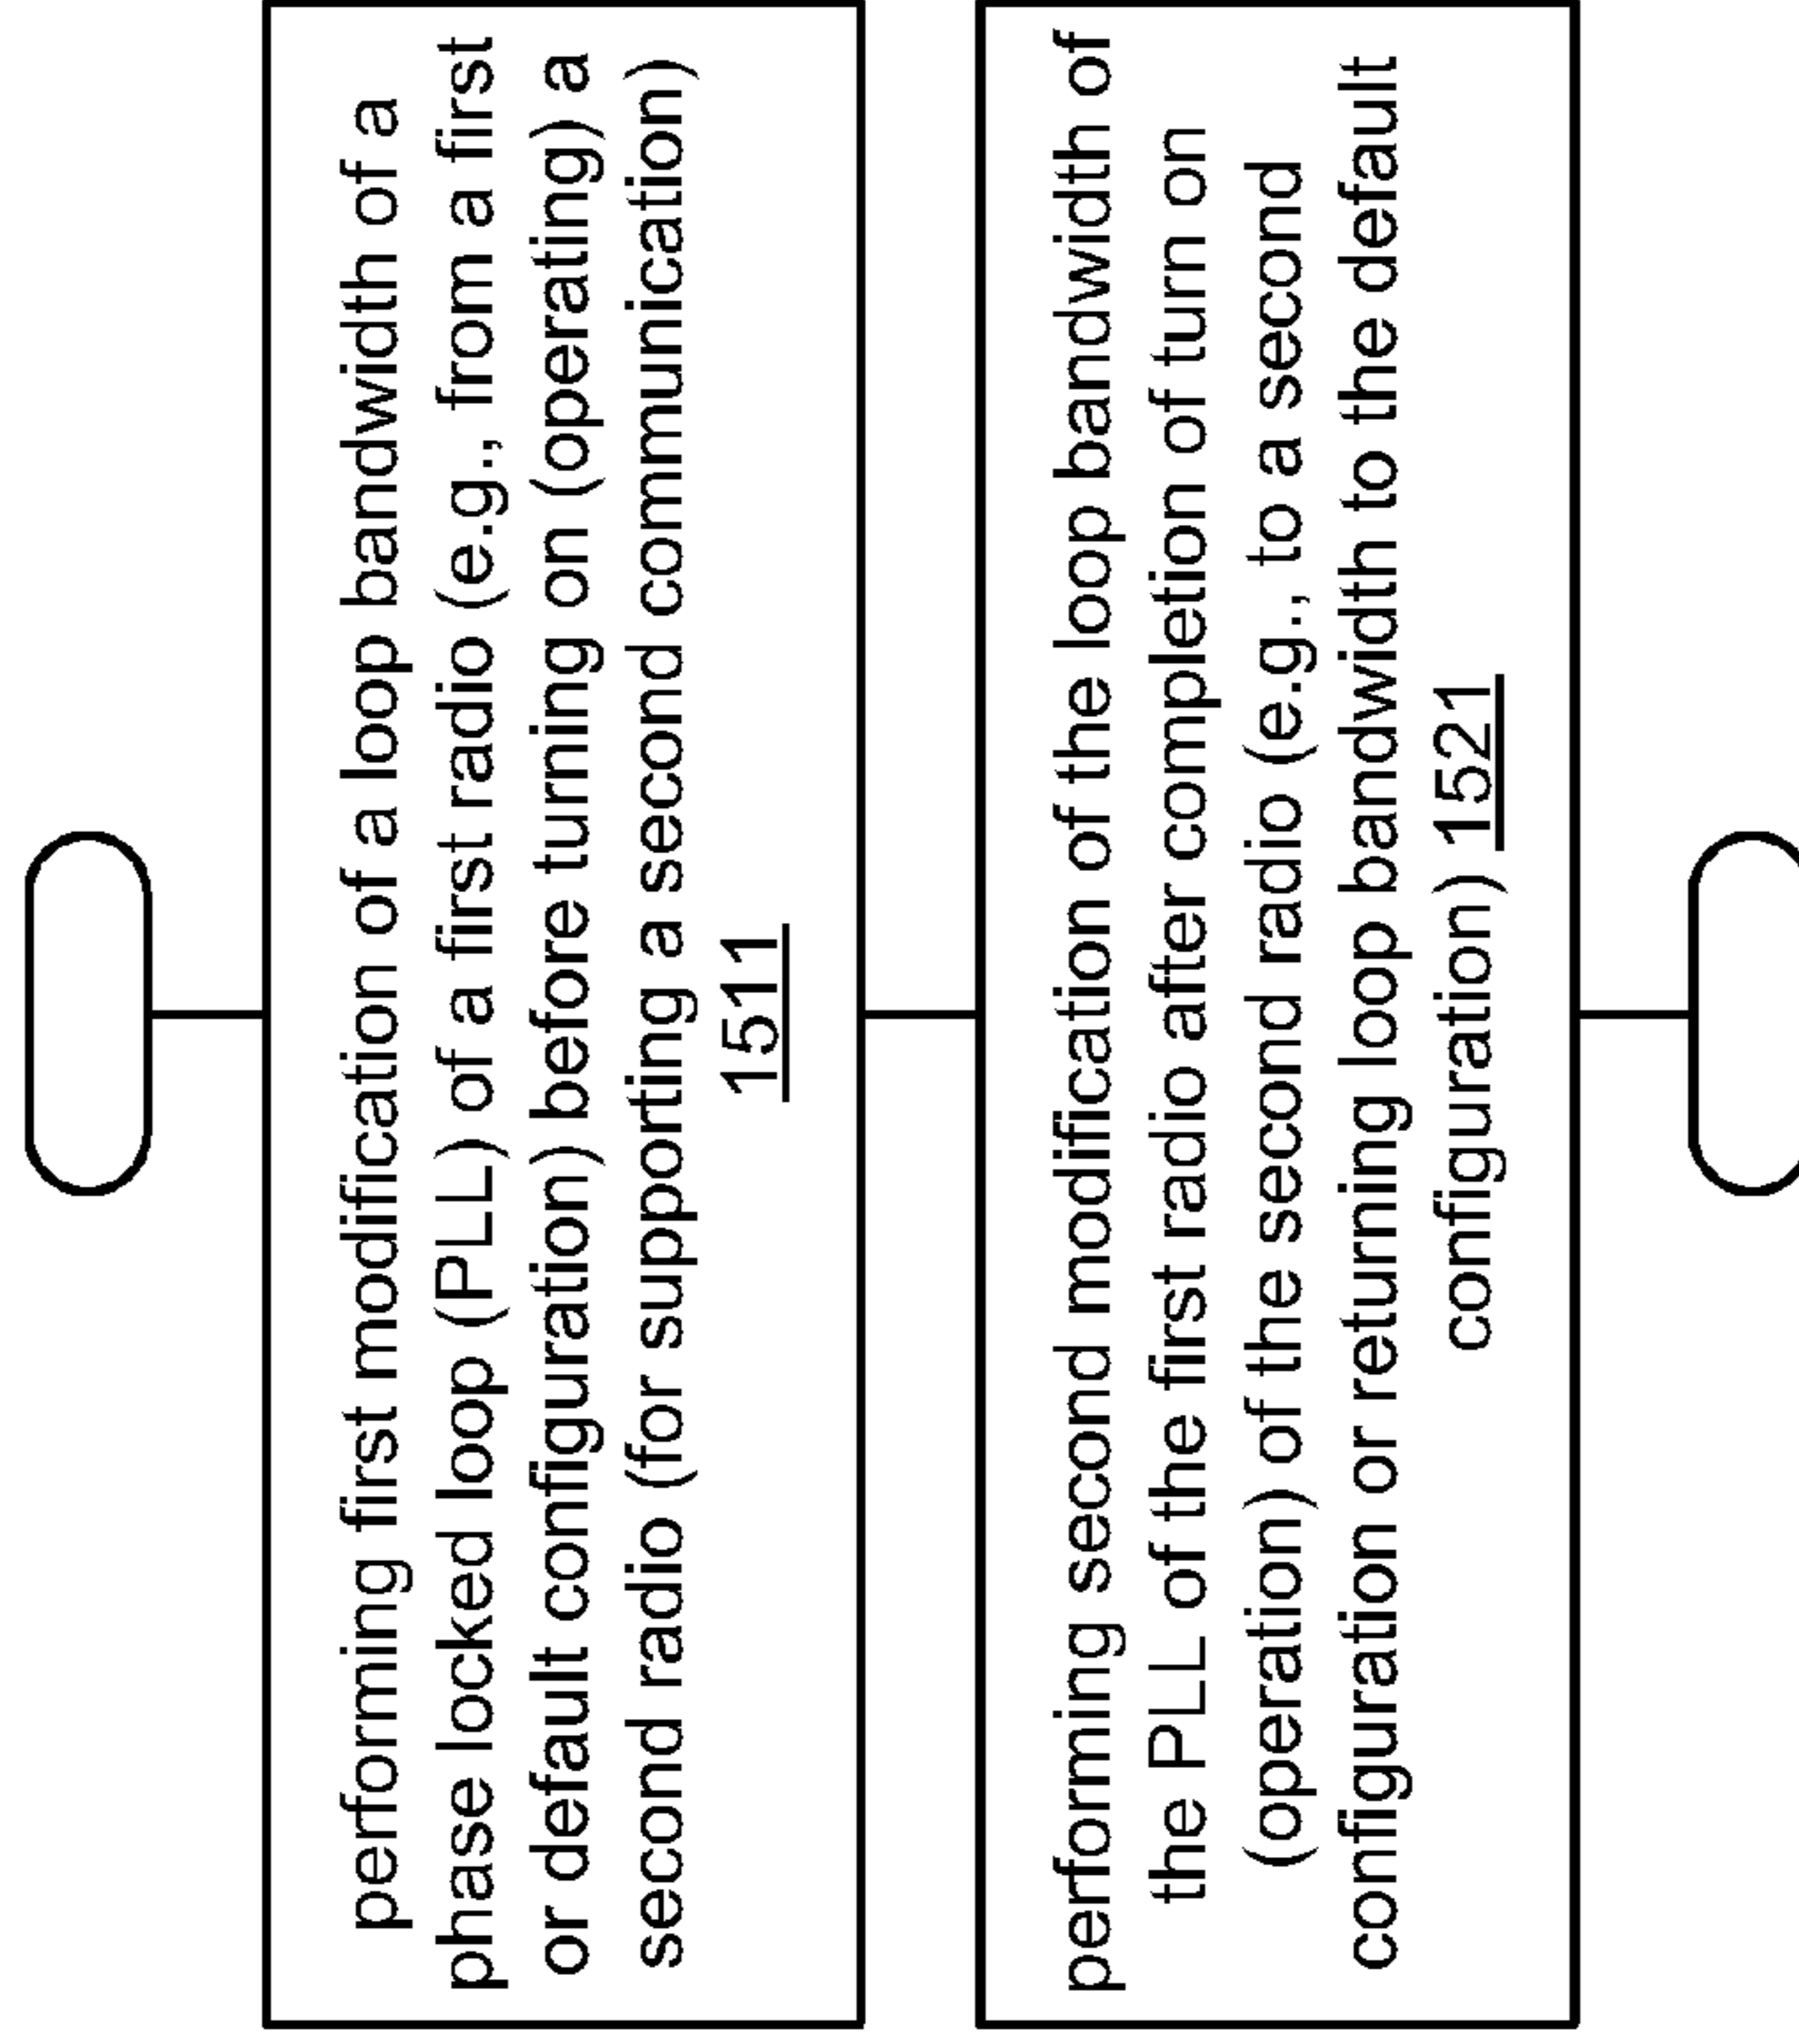 performing first modification of a loop bandwidth of a
phase locked loop (PLL) of a first radio (e.g., from a first
or default configuration) before turning on (operating) a
second radio (for supporting a second communication)
1511
performing second modification of the loop bandwidth of
the PLL of the first radio after completion of turn on
(operation) of the second radio (e.g., to a second
configuration or returning loop bandwidth to the default
configuration) 1521